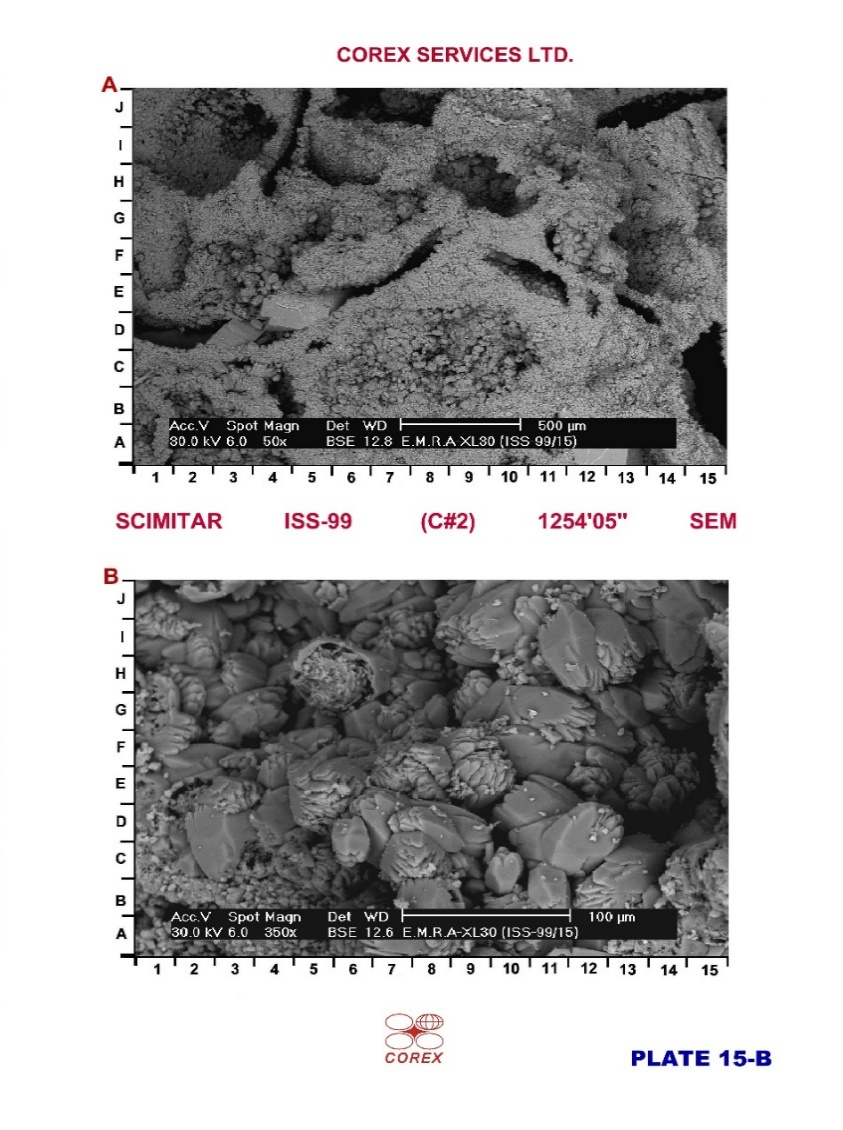 COREX SERVICES LTD.
A
J
I
H
G
F
E
D
C
B
A
Acc.V Spot Magn Det WD 500 µm
30.0 kV 6.0 50x BSE 12.8 E.M.R.A XL30 (ISS 99/15)
1 2 3 4 5 6 7 8 9 10 11 12 13 14 15
SCIMITAR ISS-99 (C#2) 1254'05" SEM
B
J
I
H
G
F
E
D
C
B
A
Acc.V Spot Magn Det WD 100 µm
30.0 kV 6.0 350x BSE 12.6 E.M.R.A-XL30 (ISS-99/15)
1 2 3 4 5 6 7 8 9 10 11 12 13 14 15
COREX
PLATE 15-B